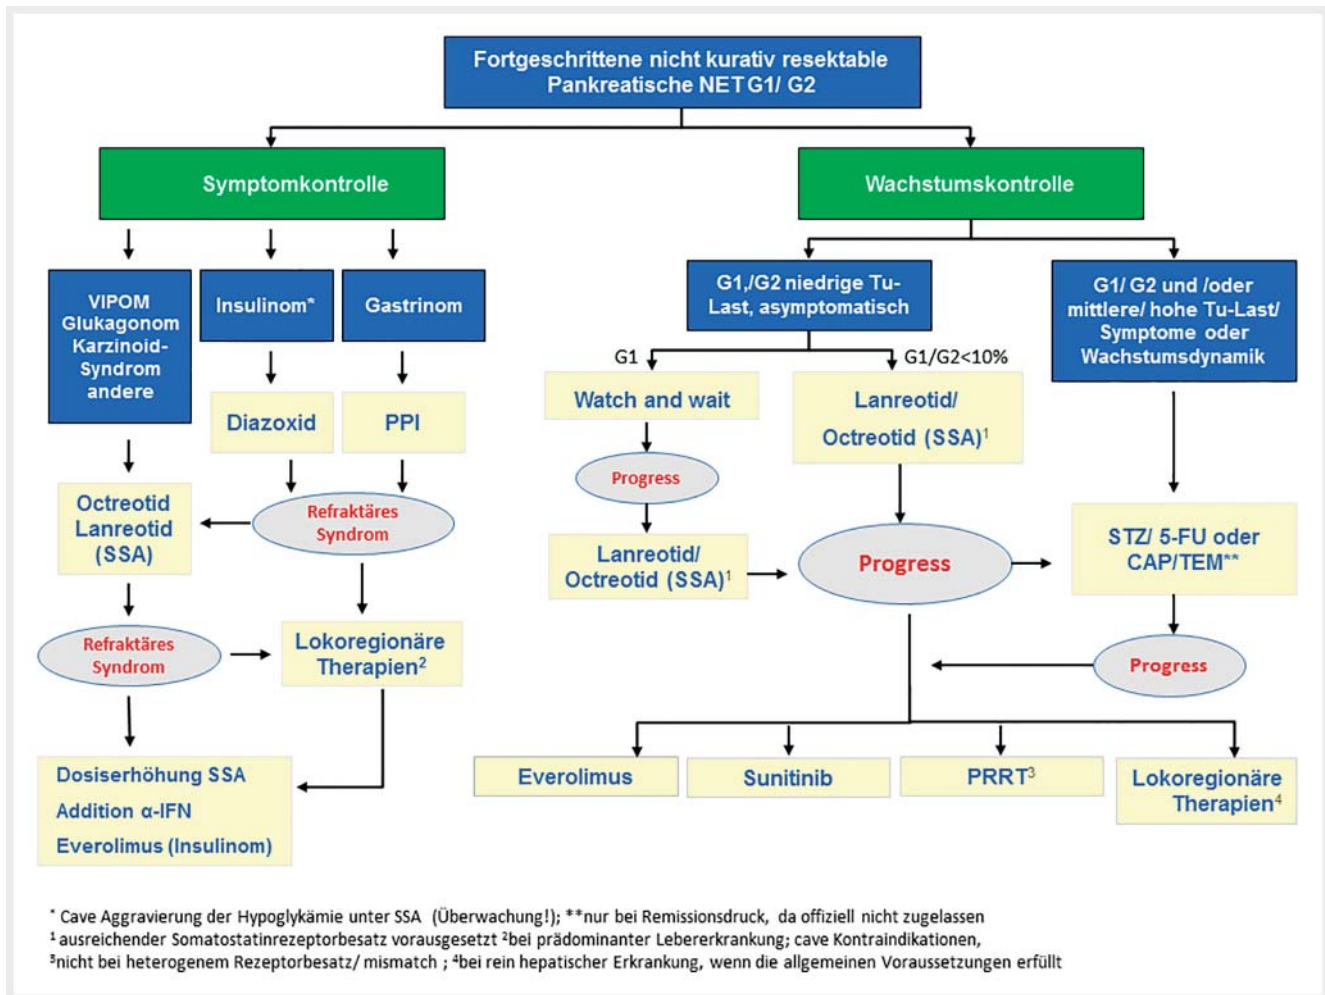 Fortgeschrittene nicht kurativ resektable
Pankreatische NET G1/ G2
Symptomkontrolle
Wachstumskontrolle
VIPOM
Glukagonom
Karzinoid-
Syndrom
andere
Insulinom*
Gastrinom
G1,/G2 niedrige Tu-
Last, asymptomatisch
G1/ G2 und /oder
mittlere/ hohe Tu-Last/
Symptome oder
Wachstumsdynamik
G1
G1/G2<10%
Diazoxid
PPI
Watch and wait
Lanreotid/
Octreotid (SSA)¹
Progress
Octreotid
Lanreotid
(SSA)
Refraktäres
Syndrom
Lanreotid/
Octreotid (SSA)¹
Progress
STZ/ 5-FU oder
CAP/TEM**
Refraktäres
Syndrom
Lokoregionäre
Therapien²
Progress
Dosiserhöhung SSA
Addition α-IFN
Everolimus (Insulinom)
Everolimus
Sunitinib
PRRT³
Lokoregionäre
Therapien⁴
* Cave Aggravierung der Hypoglykämie unter SSA (Überwachung!); **nur bei Remissionsdruck, da offiziell nicht zugelassen
¹ ausreichender Somatostatinrezeptorbesatz vorausgesetzt ²bei prädominanter Lebererkrankung; cave Kontraindikationen,
³nicht bei heterogenem Rezeptorbesatz/ mismatch ; ⁴bei rein hepatischer Erkrankung, wenn die allgemeinen Voraussetzungen erfüllt